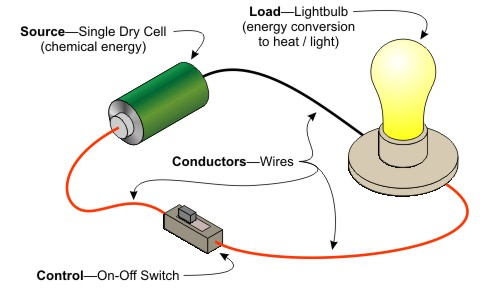 Source—Single Dry Cell
(chemical energy)
Load—Lightbulb
(energy conversion
to heat / light)
Conductors—Wires
Control—On-Off Switch